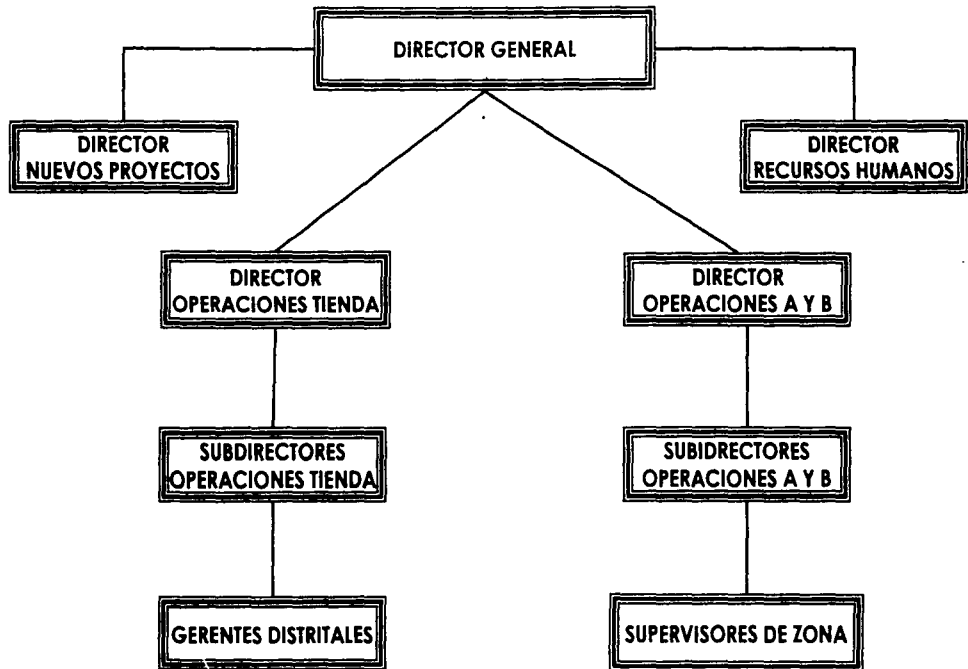 DIRECTOR GENERAL
DIRECTOR
NUEVOS PROYECTOS
DIRECTOR
RECURSOS HUMANOS
DIRECTOR
OPERACIONES TIENDA
DIRECTOR
OPERACIONES A Y B
SUBDIRECTORES
OPERACIONES TIENDA
SUBIDRECTORES
OPERACIONES A Y B
GERENTES DISTRITALES
SUPERVISORES DE ZONA